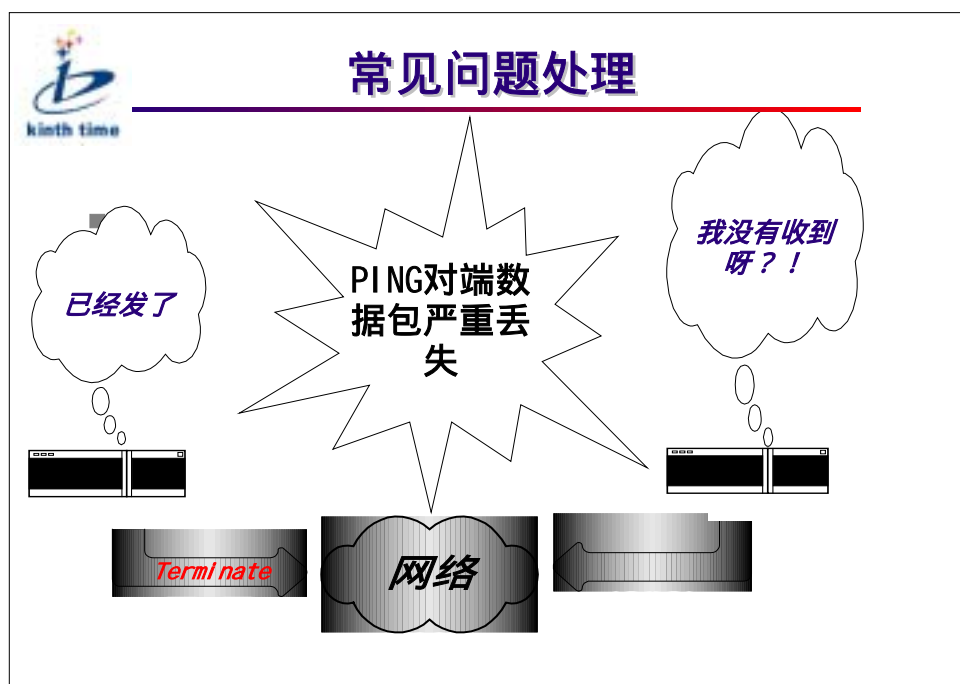 常见问题处理
kinth time
已经发了
PING对端数
据包严重丢
失
我没有收到
呀？！
Terminate
网络